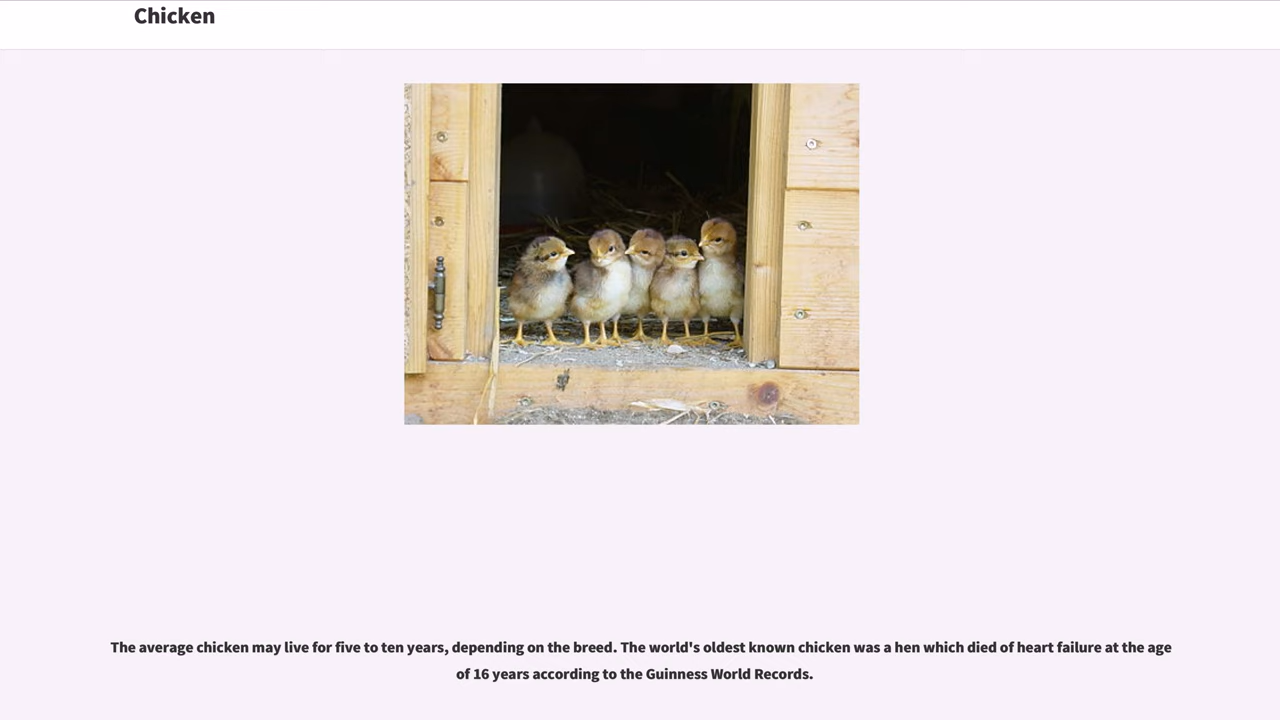 Chicken
The average chicken may live for five to ten years, depending on the breed. The world's oldest known chicken was a hen which died of heart failure at the age
of 16 years according to the Guinness World Records.